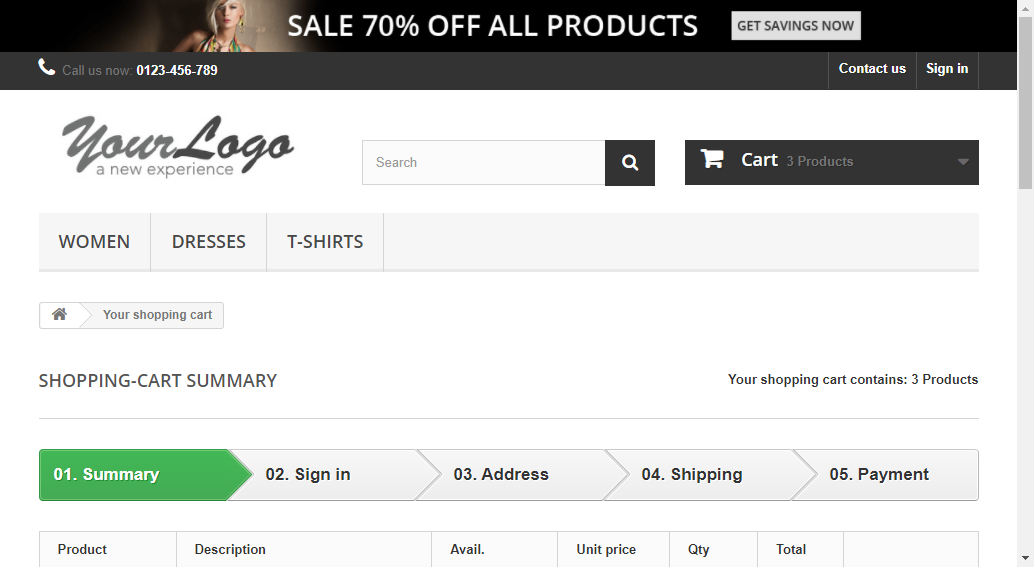 SALE 70% OFF ALL PRODUCTS GET SAVINGS NOW
Call us now: 0123-456-789 Contact us Sign in
YourLogo
a new experience
Search
Cart 3 Products
WOMEN DRESSES T-SHIRTS
Your shopping cart
SHOPPING-CART SUMMARY Your shopping cart contains: 3 Products
01. Summary 02. Sign in 03. Address 04. Shipping 05. Payment
Product Description Avail. Unit price Qty Total